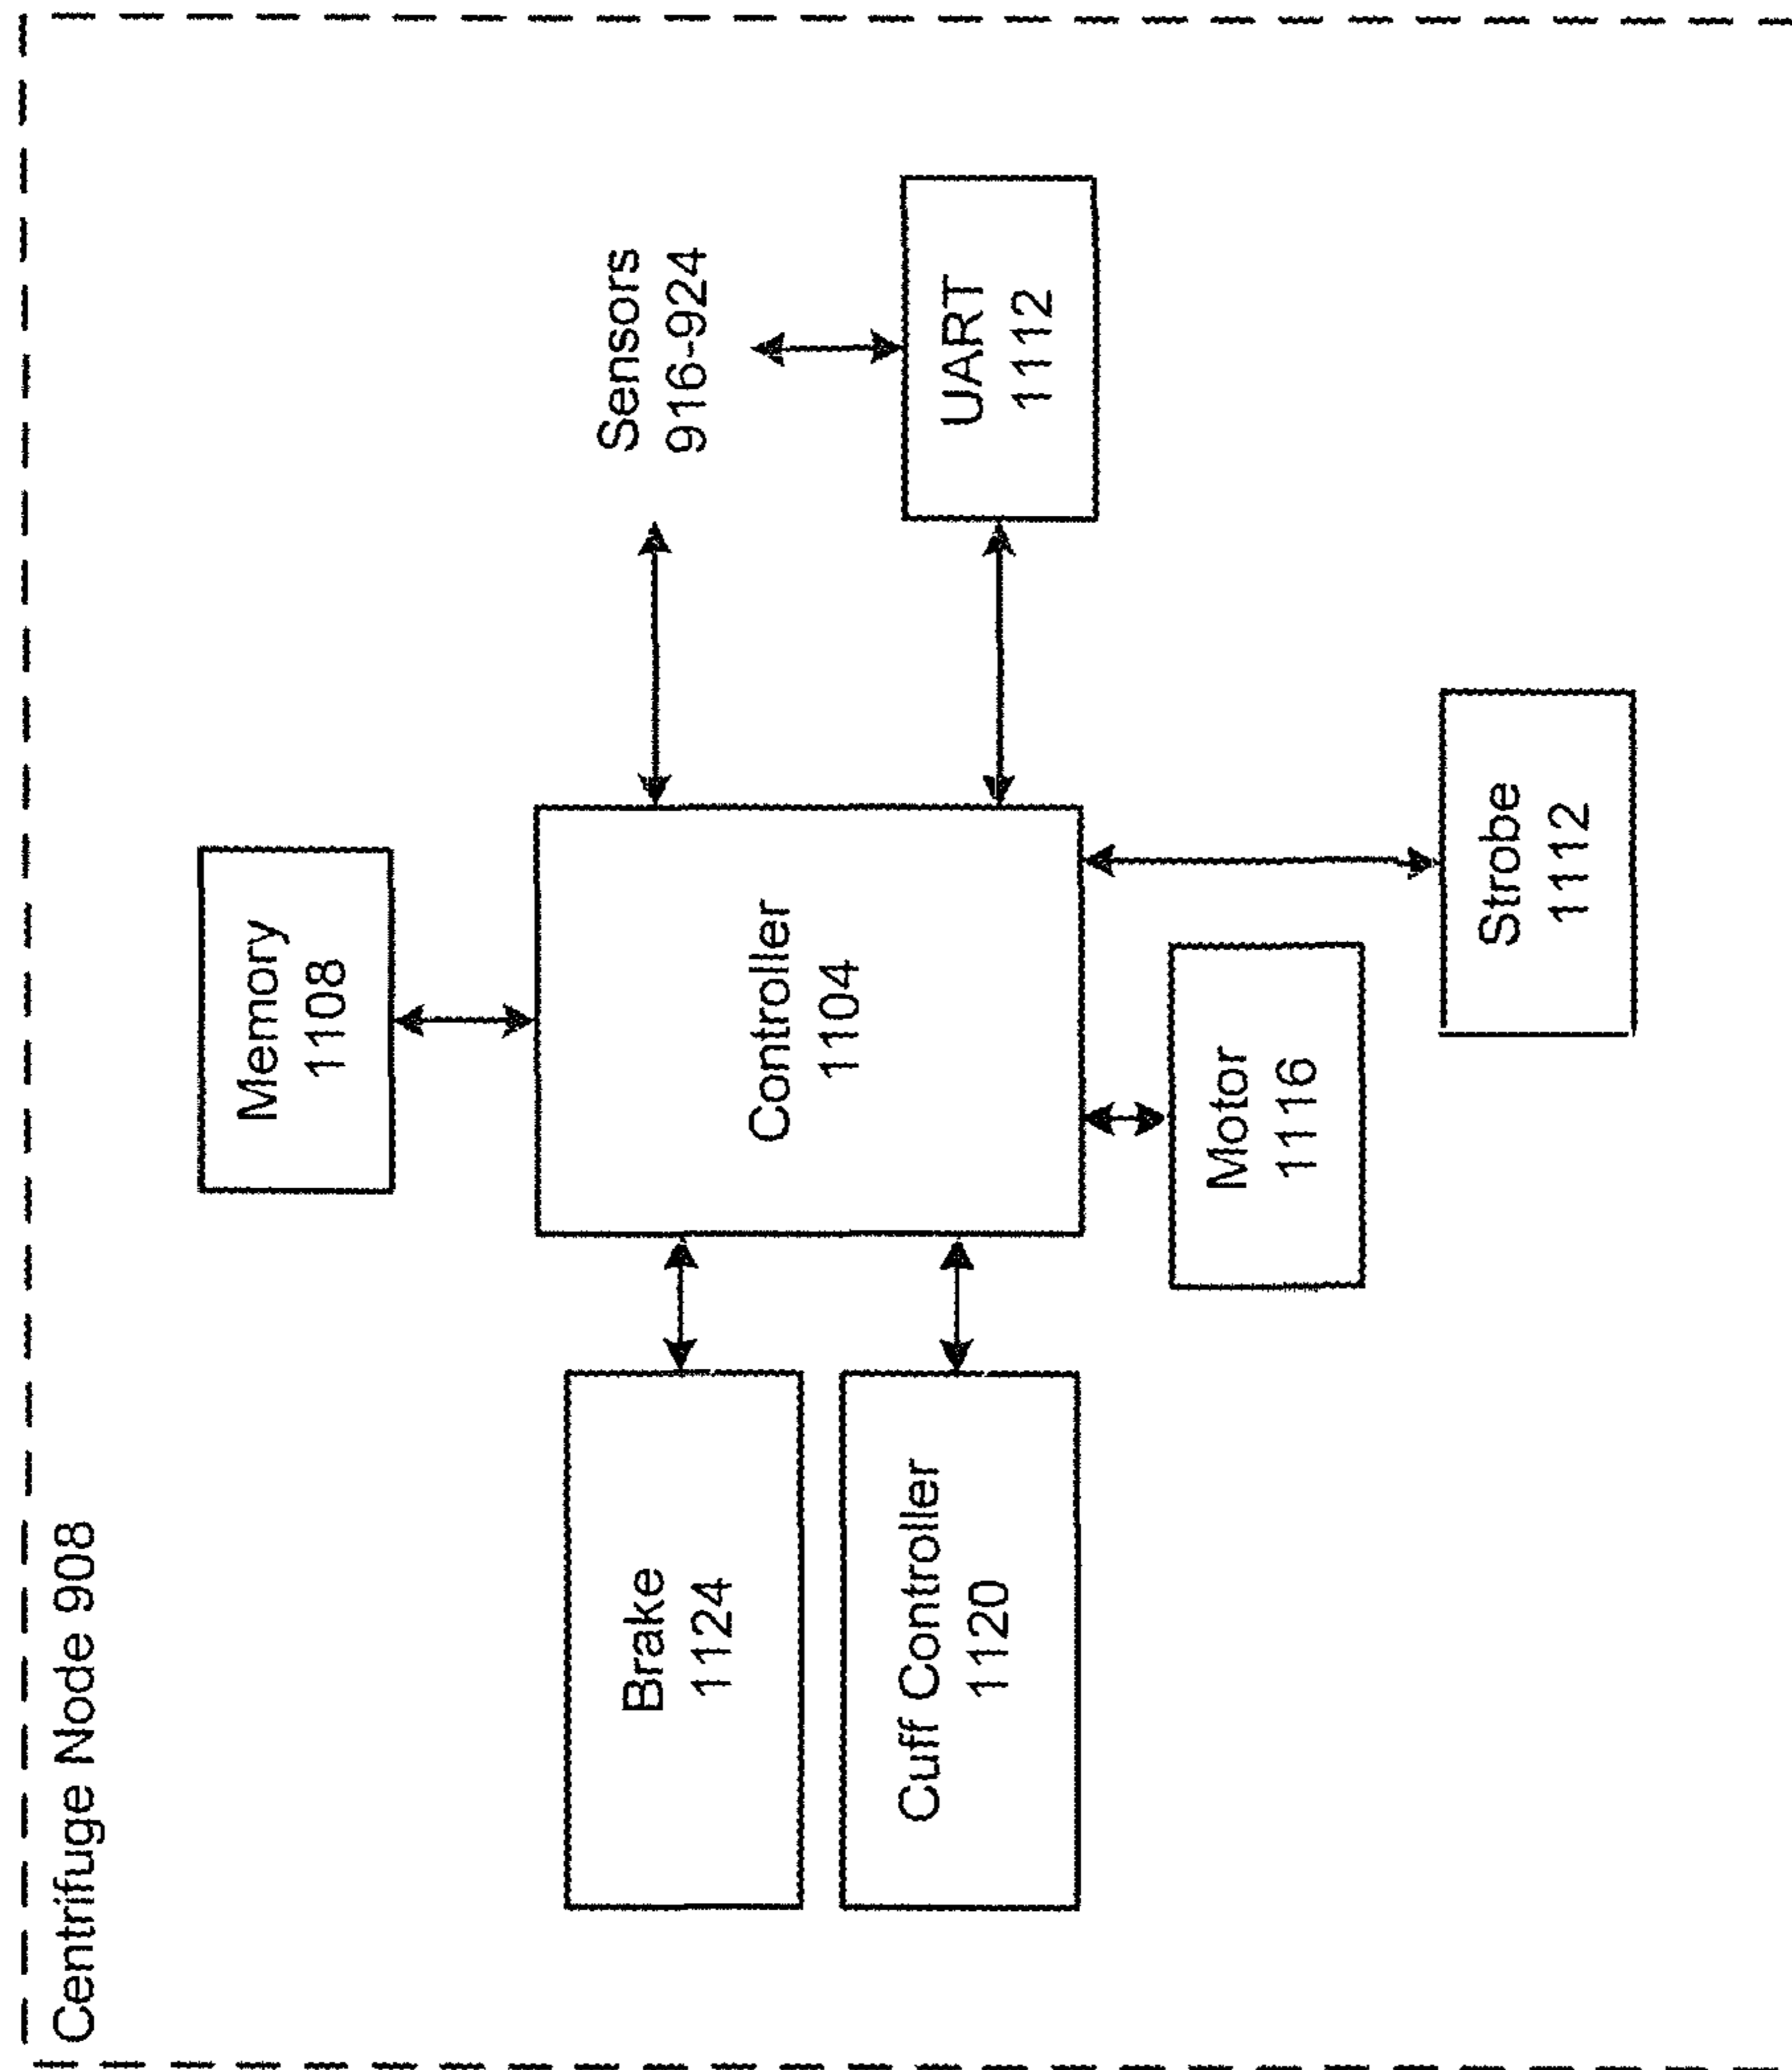 Centrifuge Node 908
Memory
1108
Brake
1124
Controller
1104
Sensors
916-924
Cuff Controller
1120
UART
1112
Motor
1116
Strobe
1112